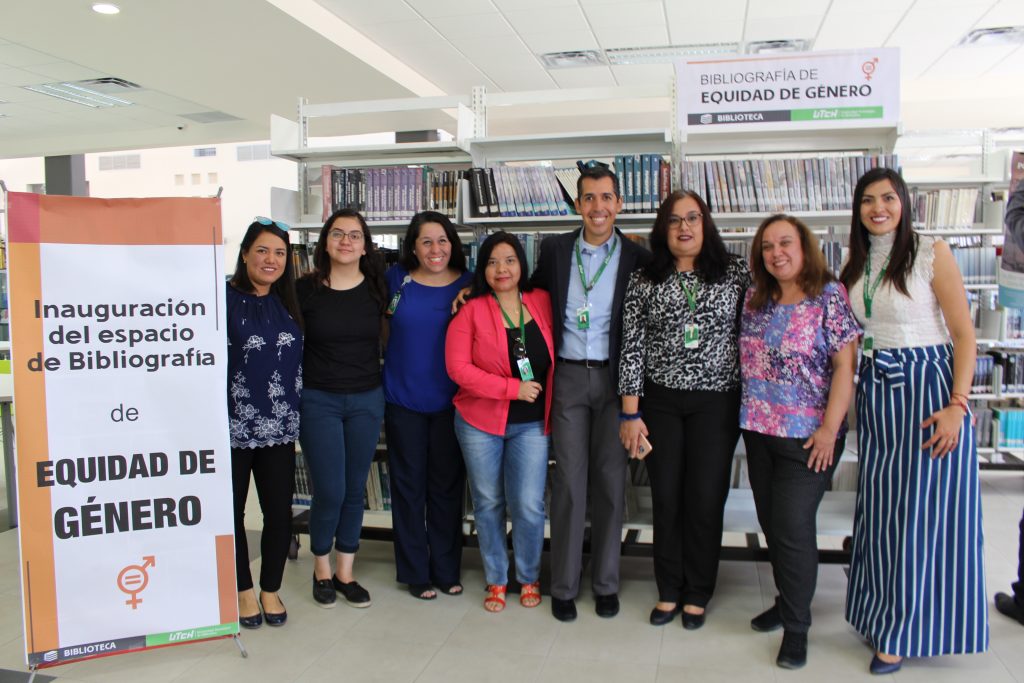 Inauguración
del espacio
de Bibliografía
de
EQUIDAD DE
GÉNERO
BIBLIOTECA
UTCH
BIBLIOGRAFÍA DE
EQUIDAD DE GÉNERO
BIBLIOTECA
UTCH